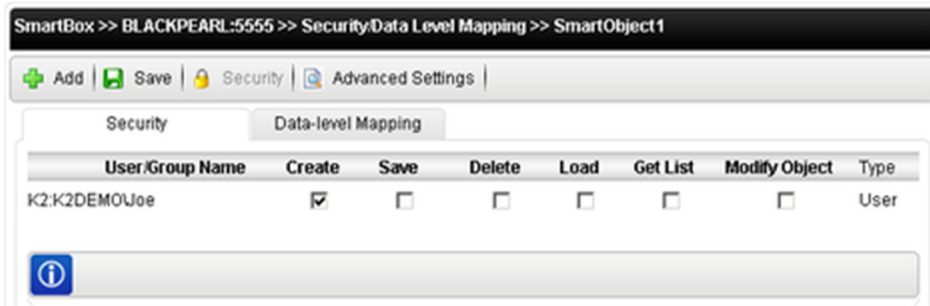 SmartBox >> BLACKPEARL:5555 >> Security/Data Level Mapping >> SmartObject1
Add Save Security Advanced Settings
Security Data-level Mapping
User/Group Name Create Save Delete Load Get List Modify Object Type
K2:K2DEMO\Joe User